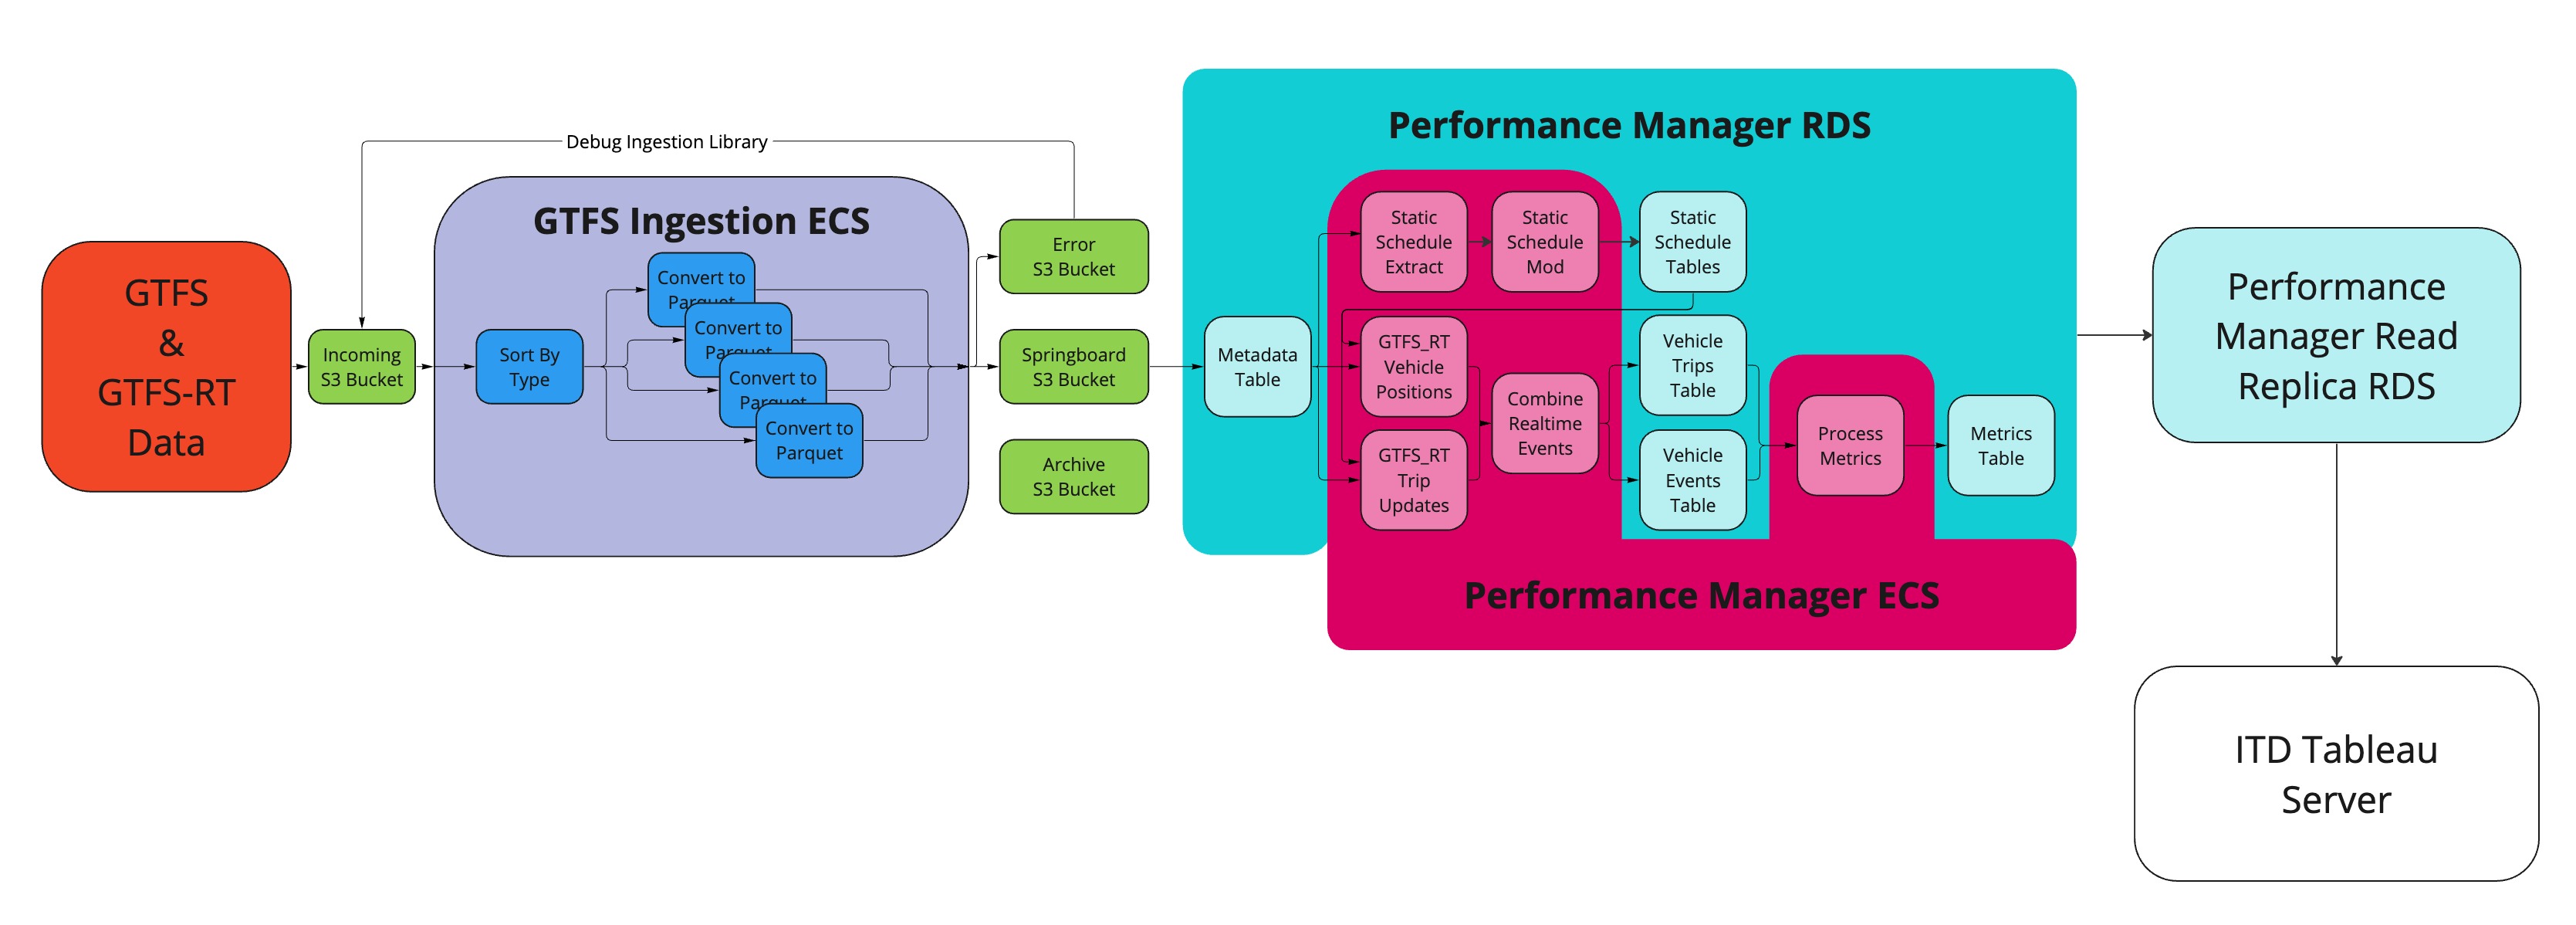 GTFS
&
GTFS-RT
Data
Incoming
S3 Bucket
Debug Ingestion Library
GTFS Ingestion ECS
Sort By
Type
Convert to
Parquet
Convert to
Parquet
Convert to
Parquet
Convert to
Parquet
Error
S3 Bucket
Springboard
S3 Bucket
Archive
S3 Bucket
Performance Manager RDS
Metadata
Table
Static
Schedule
Extract
Static
Schedule
Mod
Static
Schedule
Tables
GTFS_RT
Vehicle
Positions
GTFS_RT
Trip
Updates
Combine
Realtime
Events
Vehicle
Trips
Table
Vehicle
Events
Table
Process
Metrics
Metrics
Table
Performance Manager ECS
Performance
Manager Read
Replica RDS
ITD Tableau
Server